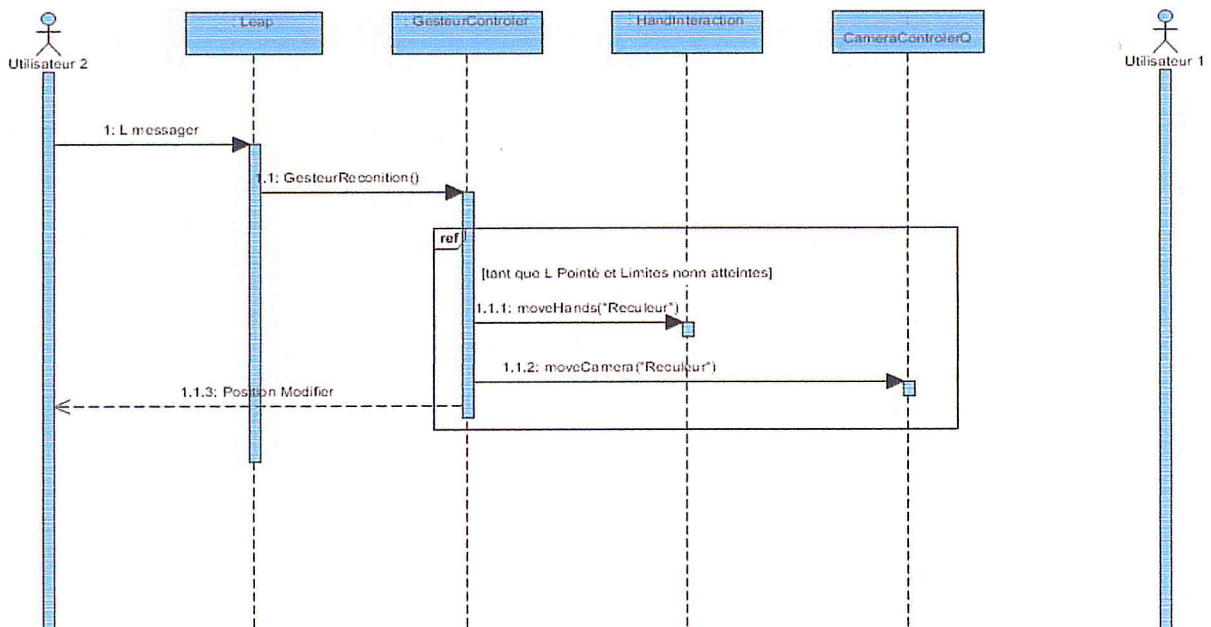 : Leap
: GesteurControler
: HandInteraction
:
CameraControlerQ
Utilisateur 2
Utilisateur 1
1: L messager
1.1: GesteurReconition()
ref
[tant que L Pointé et Limites nonn atteintes]
1.1.1: moveHands("Reculeur")
1.1.2: moveCamera("Reculeur")
1.1.3: Position Modifier